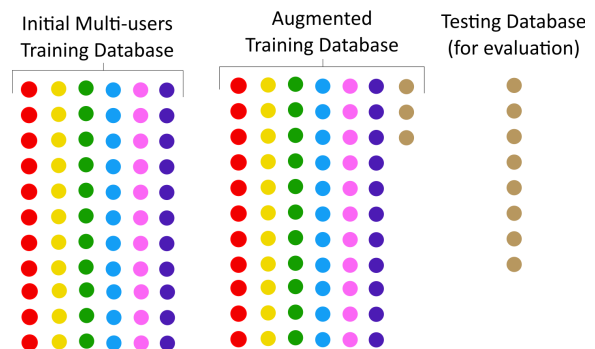 Initial Multi-users
Training Database
Augmented
Training Database
Testing Database
(for evaluation)